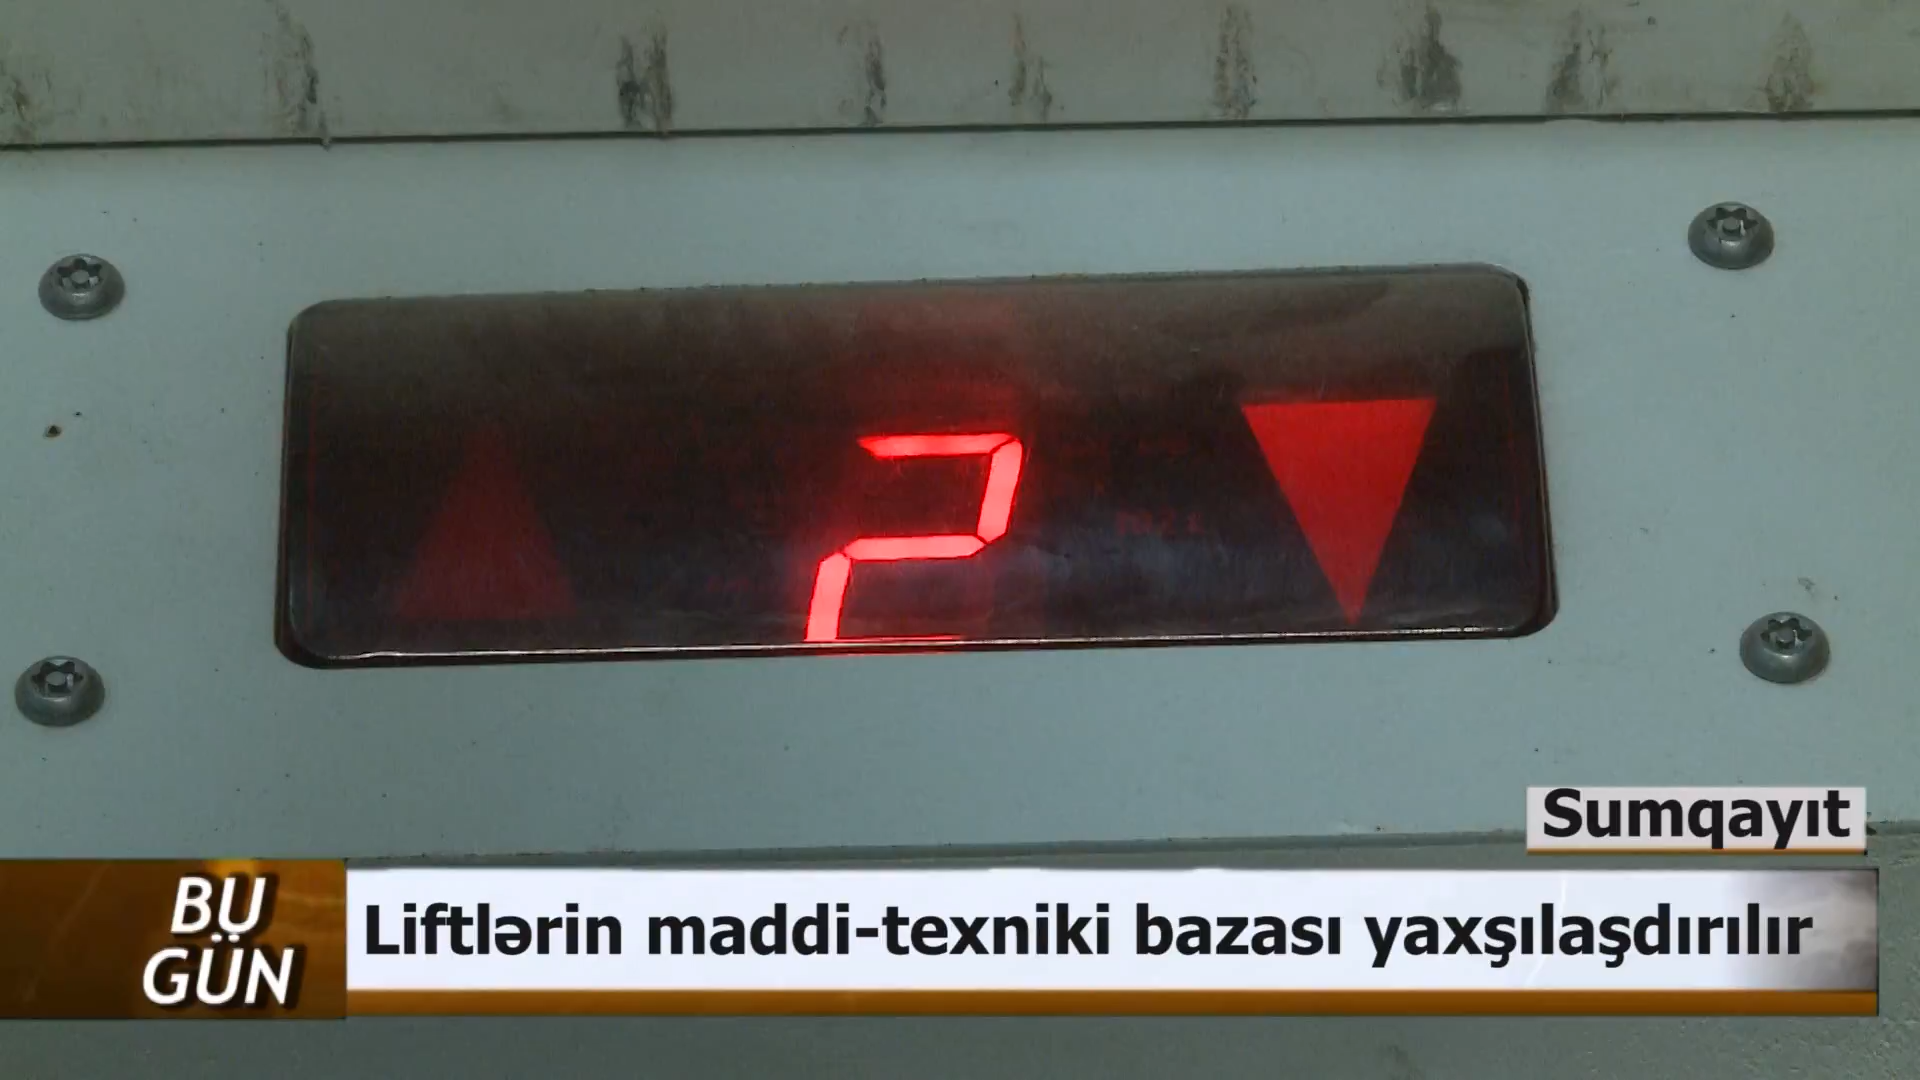 2
Sumqayıt
BU
GÜN
Liftlərin maddi-texniki bazası yaxşılaşdırılır